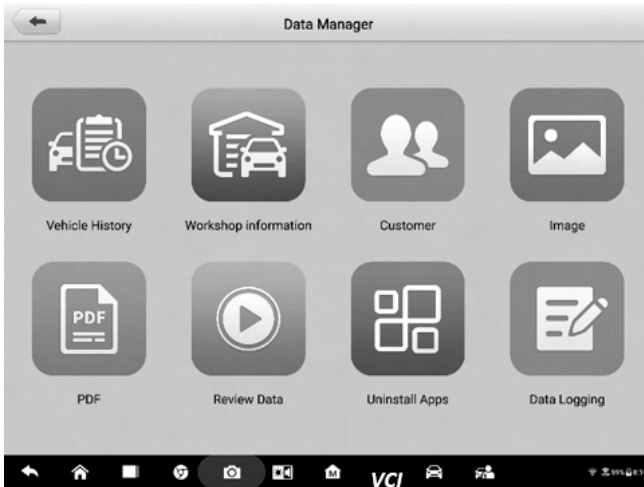 Data Manager
Vehicle History
Workshop information
Customer
Image
PDF
PDF
Review Data
Uninstall Apps
Data Logging
M
VCI